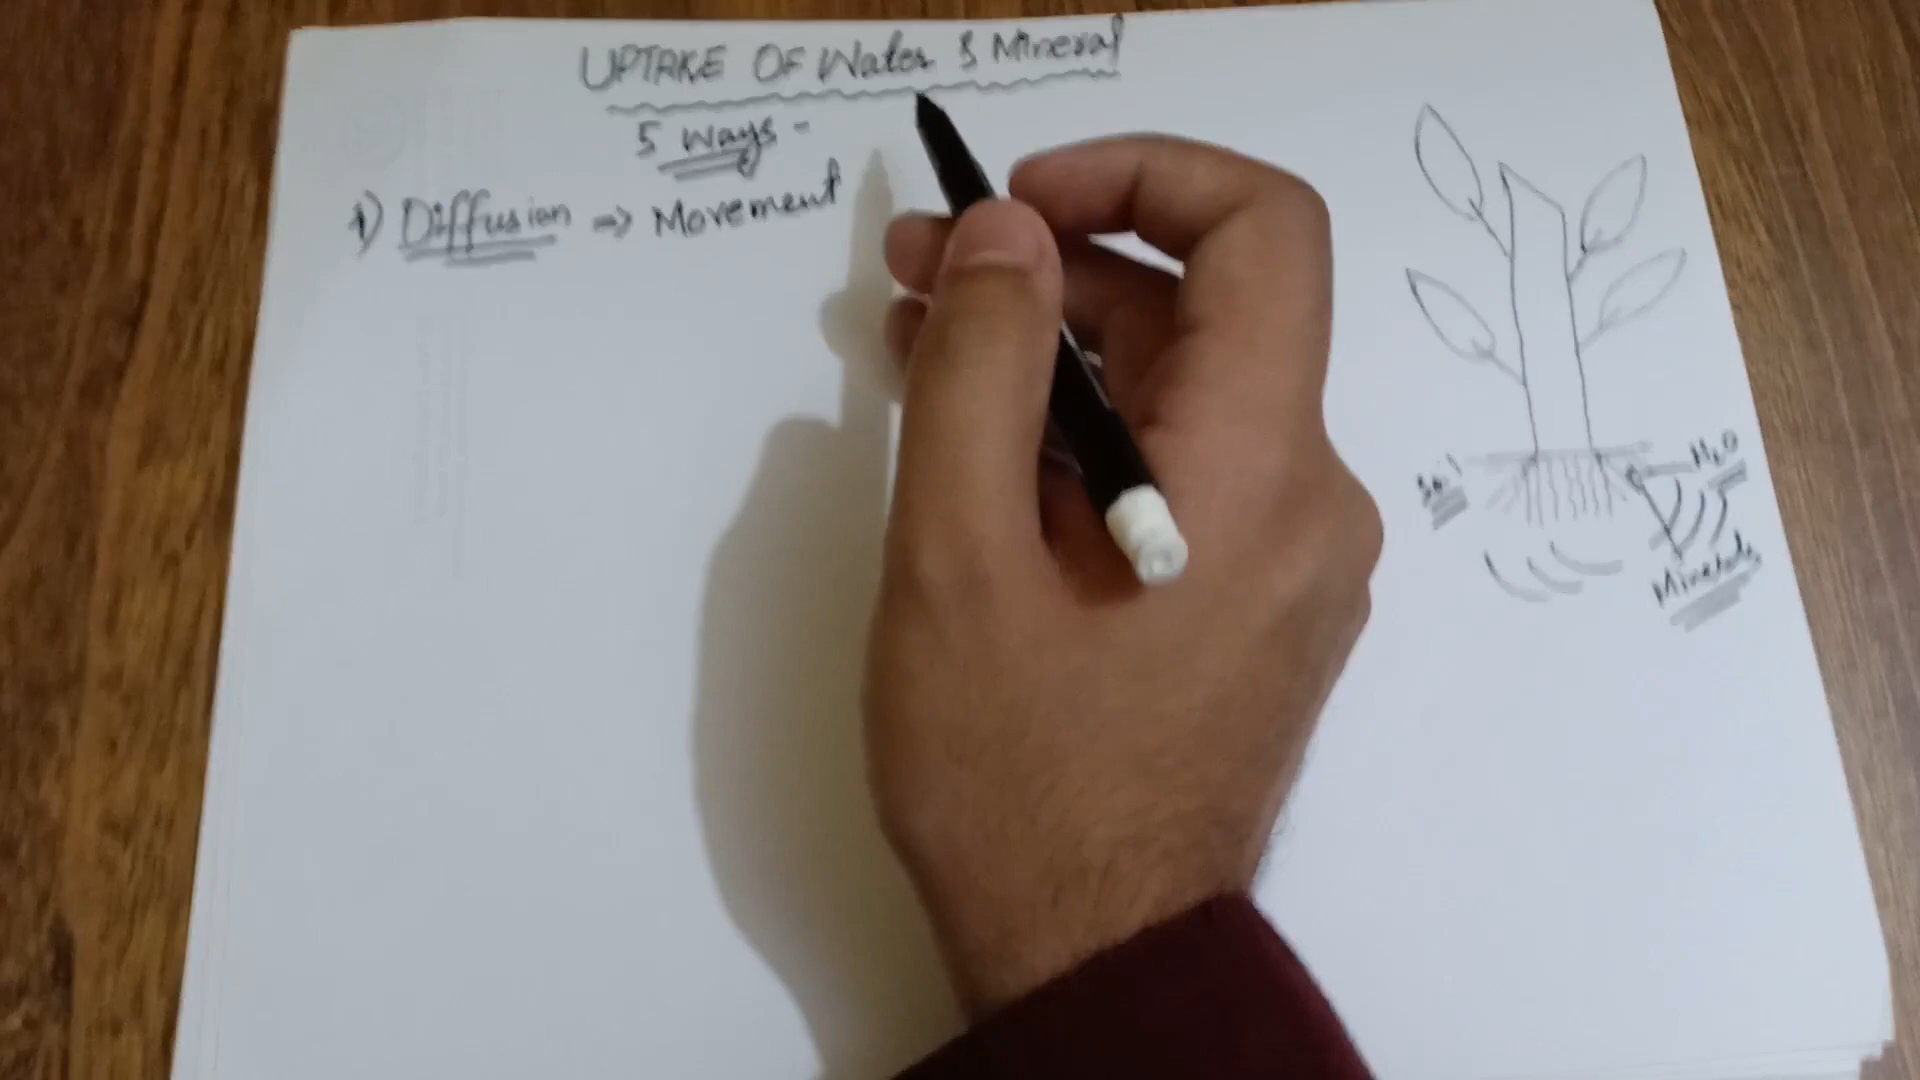 UPTAKE OF Water & Mineral
5 Ways -
1) Diffusion => Movement
Soil
H2O
Minerals